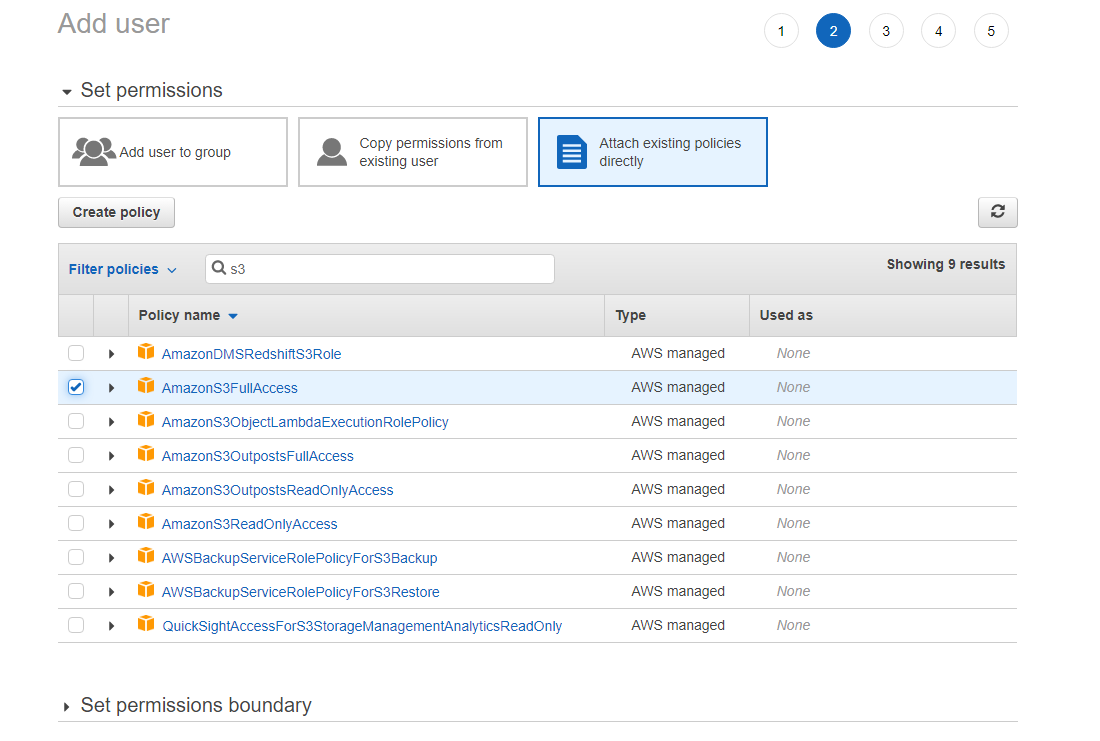 Add user
1 2 3 4 5
Set permissions
Add user to group
Copy permissions from
existing user
Attach existing policies
directly
Create policy
Filter policies
s3
Showing 9 results
Policy name Type Used as
AmazonDMSRedshiftS3Role AWS managed None
AmazonS3FullAccess AWS managed None
AmazonS3ObjectLambdaExecutionRolePolicy AWS managed None
AmazonS3OutpostsFullAccess AWS managed None
AmazonS3OutpostsReadOnlyAccess AWS managed None
AmazonS3ReadOnlyAccess AWS managed None
AWSBackupServiceRolePolicyForS3Backup AWS managed None
AWSBackupServiceRolePolicyForS3Restore AWS managed None
QuickSightAccessForS3StorageManagementAnalyticsReadOnly AWS managed None
Set permissions boundary